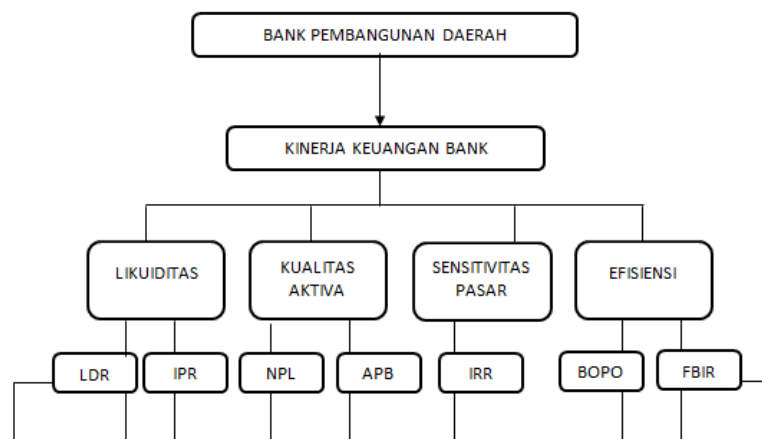 BANK PEMBANGUNAN DAERAH
KINERJA KEUANGAN BANK
LIKUIDITAS
KUALITAS
AKTIVA
SENSITIVITAS
PASAR
EFISIENSI
LDR
IPR
NPL
APB
IRR
BOPO
FBIR